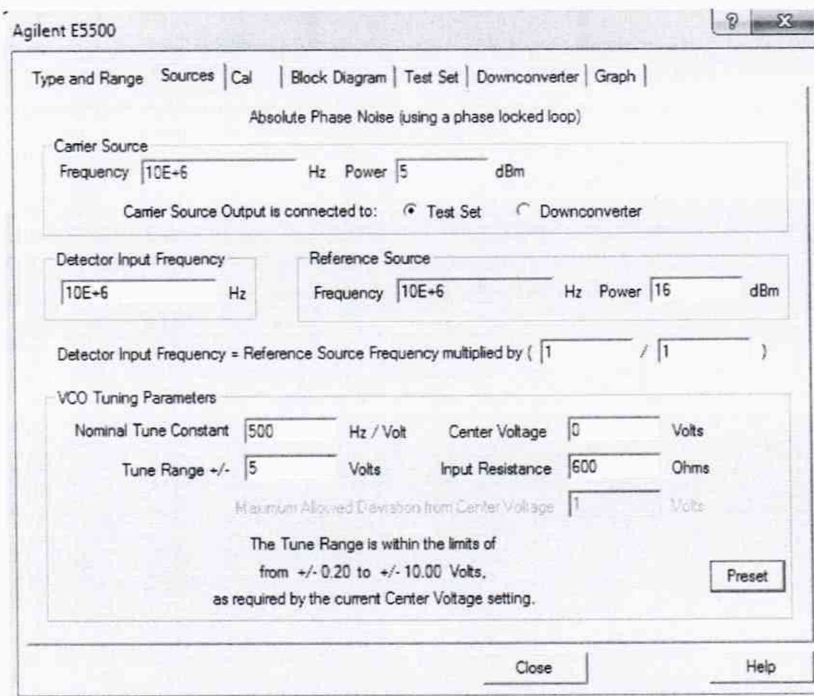 Agilent E5500
?
X
Type and Range Sources Cal Block Diagram Test Set Downconverter Graph
Absolute Phase Noise (using a phase locked loop)
Carrier Source
Frequency 10E+6 Hz Power 5 dBm
Carrier Source Output is connected to: Test Set Downconverter
Detector Input Frequency
10E+6 Hz
Reference Source
Frequency 10E+6 Hz Power 16 dBm
Detector Input Frequency = Reference Source Frequency multiplied by ( 1 / 1 )
VCO Tuning Parameters
Nominal Tune Constant 500 Hz / Volt Center Voltage 0 Volts
Tune Range +/- 5 Volts Input Resistance 600 Ohms
Maximum Allowed Deviation from Center Voltage 1 Volts
The Tune Range is within the limits of
from +/- 0.20 to +/- 10.00 Volts,
as required by the current Center Voltage setting.
Preset
Close Help